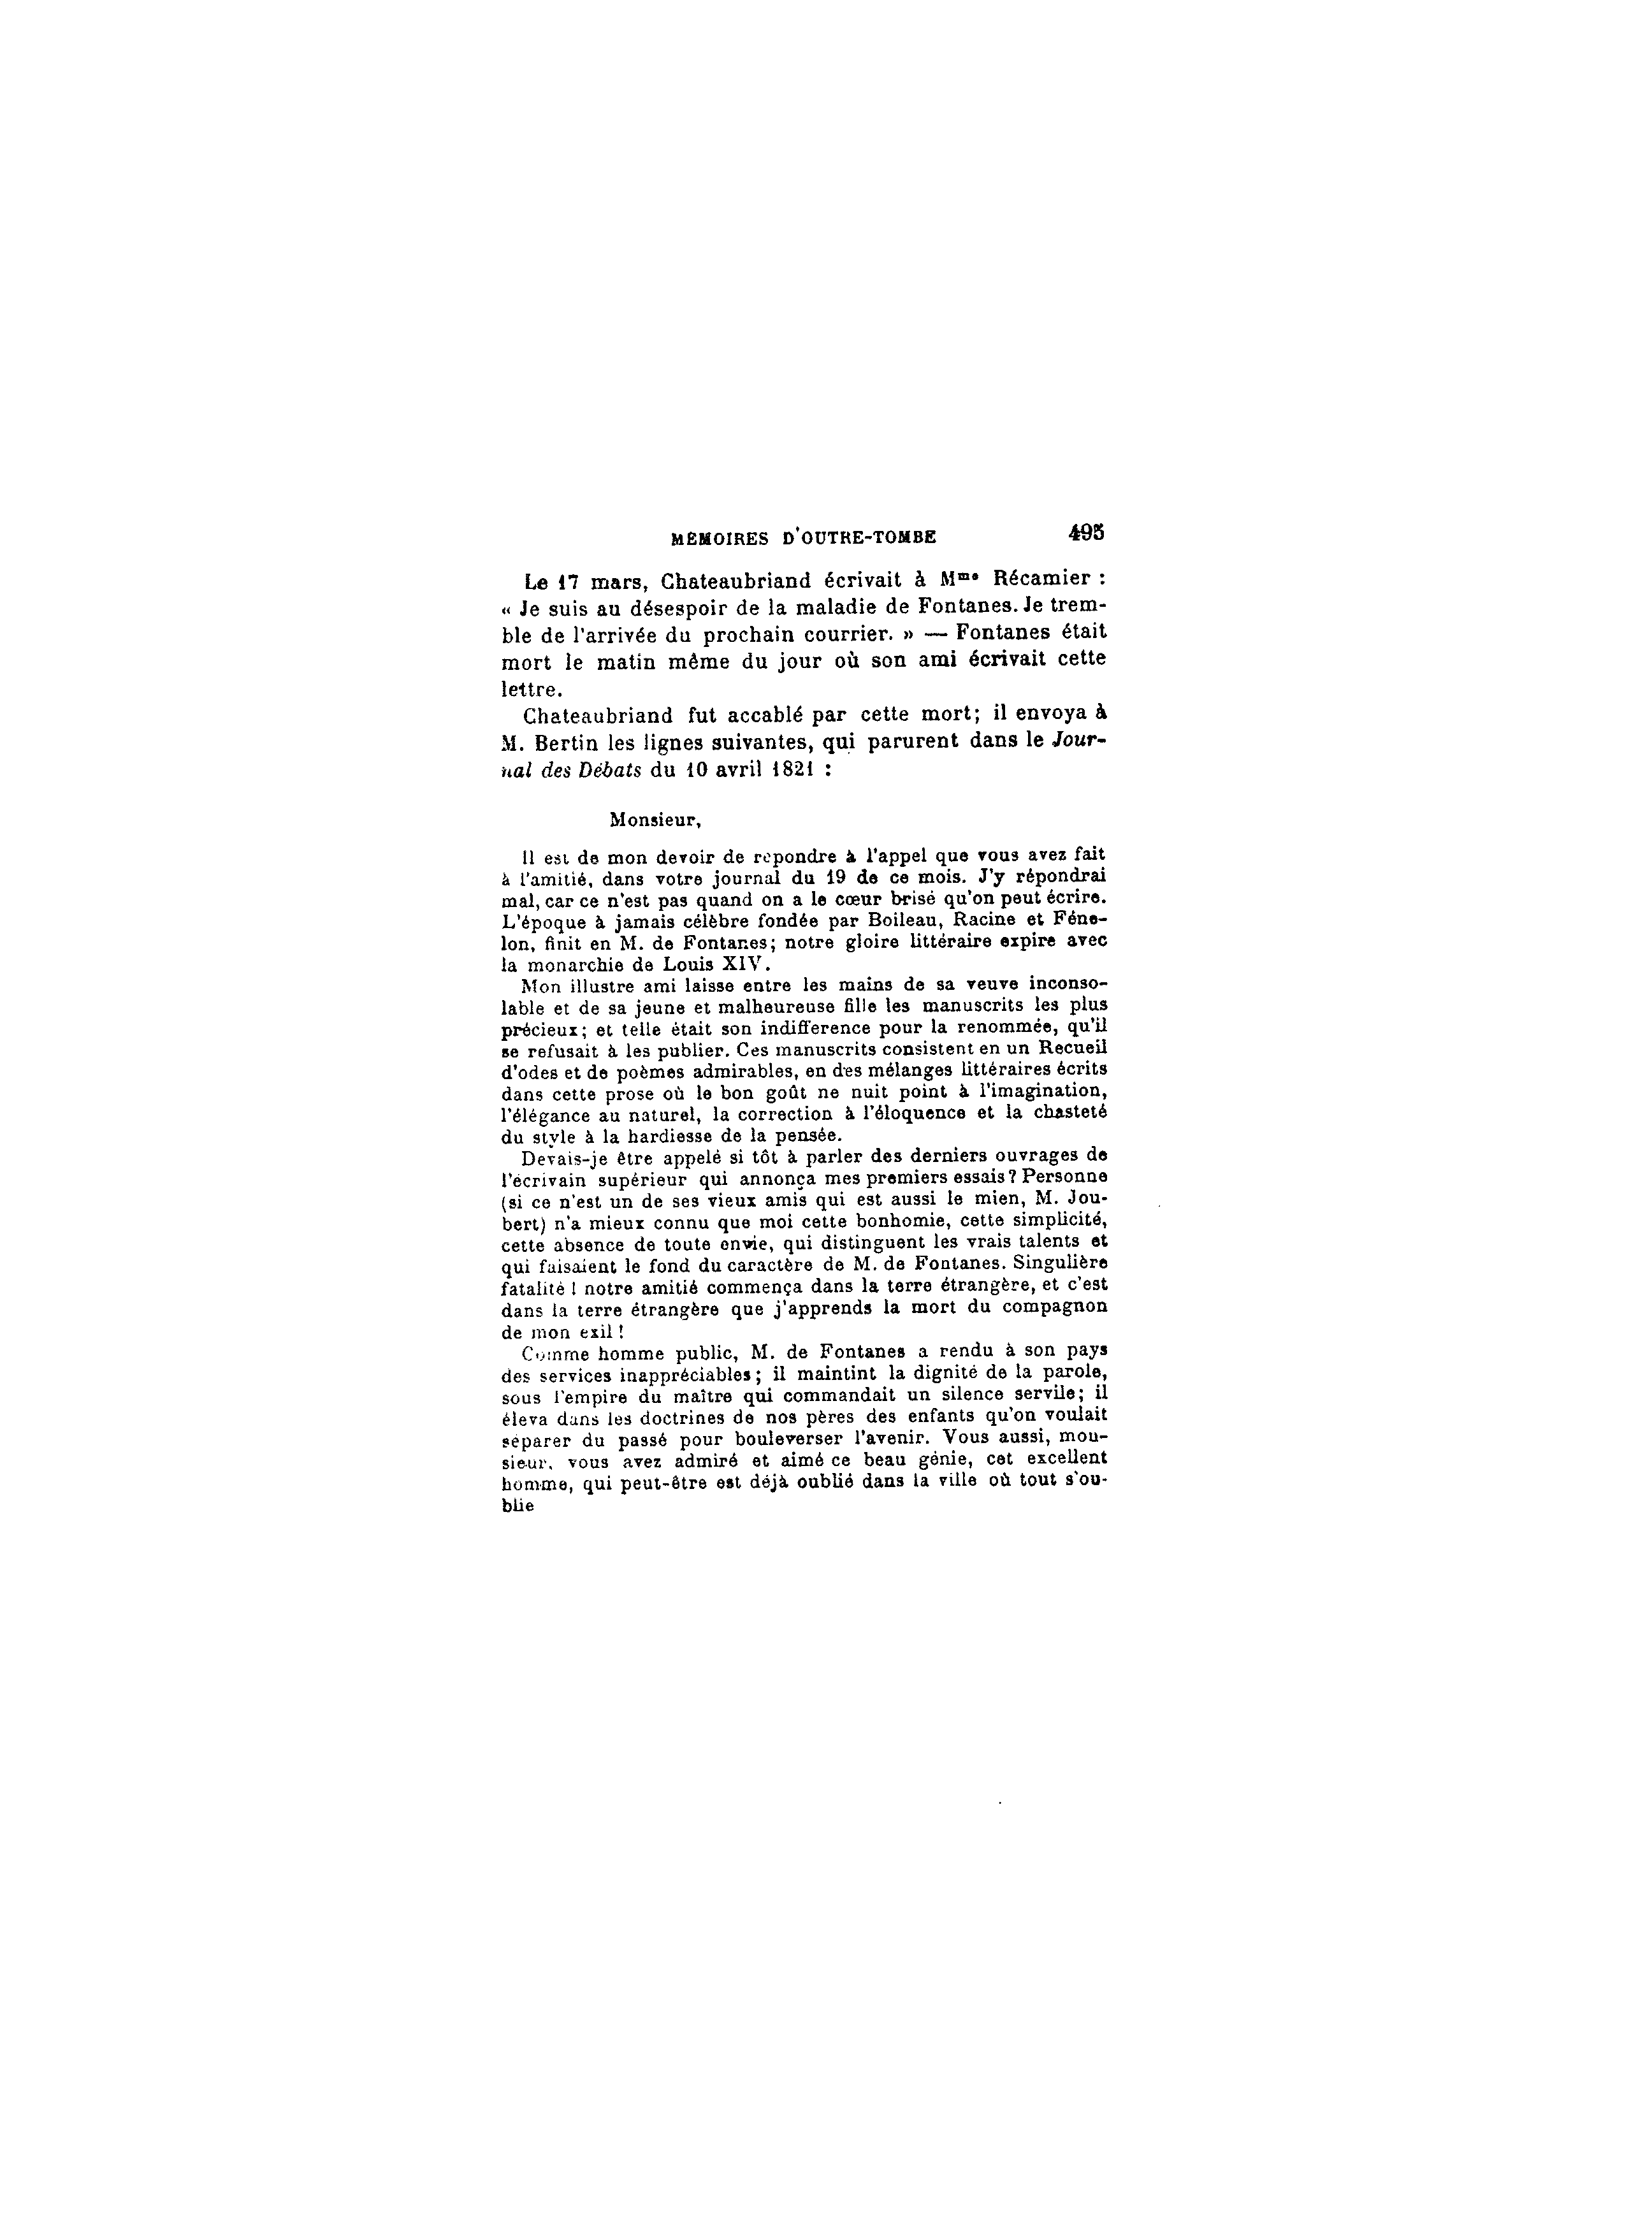 MÉMOIRES D'OUTRE-TOMBE 495
Le 17 mars, Chateaubriand écrivait à Mme Récamier :
« Je suis au désespoir de la maladie de Fontanes. Je trem-
ble de l'arrivée du prochain courrier. » — Fontanes était
mort le matin même du jour où son ami écrivait cette
lettre.
Chateaubriand fut accablé par cette mort; il envoya à
M. Bertin les lignes suivantes, qui parurent dans le Jour-
nal des Débats du 10 avril 1821 :
Monsieur,
Il est de mon devoir de répondre à l'appel que vous avez fait
à l'amitié, dans votre journal du 19 de ce mois. J'y répondrai
mal, car ce n'est pas quand on a le cœur brisé qu'on peut écrire.
L'époque à jamais célèbre fondée par Boileau, Racine et Féne-
lon, finit en M. de Fontanes; notre gloire littéraire expire avec
la monarchie de Louis XIV.
Mon illustre ami laisse entre les mains de sa veuve inconso-
lable et de sa jeune et malheureuse fille les manuscrits les plus
précieux; et telle était son indifférence pour la renommée, qu'il
se refusait à les publier. Ces manuscrits consistent en un Recueil
d'odes et de poèmes admirables, en des mélanges littéraires écrits
dans cette prose où le bon goût ne nuit point à l'imagination,
l'élégance au naturel, la correction à l'éloquence et la chasteté
du style à la hardiesse de la pensée.
Devais-je être appelé si tôt à parler des derniers ouvrages de
l'écrivain supérieur qui annonça mes premiers essais? Personne
(si ce n'est un de ses vieux amis qui est aussi le mien, M. Jou-
bert) n'a mieux connu que moi cette bonhomie, cette simplicité,
cette absence de toute envie, qui distinguent les vrais talents et
qui faisaient le fond du caractère de M. de Fontanes. Singulière
fatalité ! notre amitié commença dans la terre étrangère, et c'est
dans la terre étrangère que j'apprends la mort du compagnon
de mon exil !
Comme homme public, M. de Fontanes a rendu à son pays
des services inappréciables; il maintint la dignité de la parole,
sous l'empire du maître qui commandait un silence servile; il
éleva dans les doctrines de nos pères des enfants qu'on voulait
séparer du passé pour bouleverser l'avenir. Vous aussi, mou-
sieur, vous avez admiré et aimé ce beau génie, cet excellent
homme, qui peut-être est déjà oublié dans la ville où tout s'ou-
blie